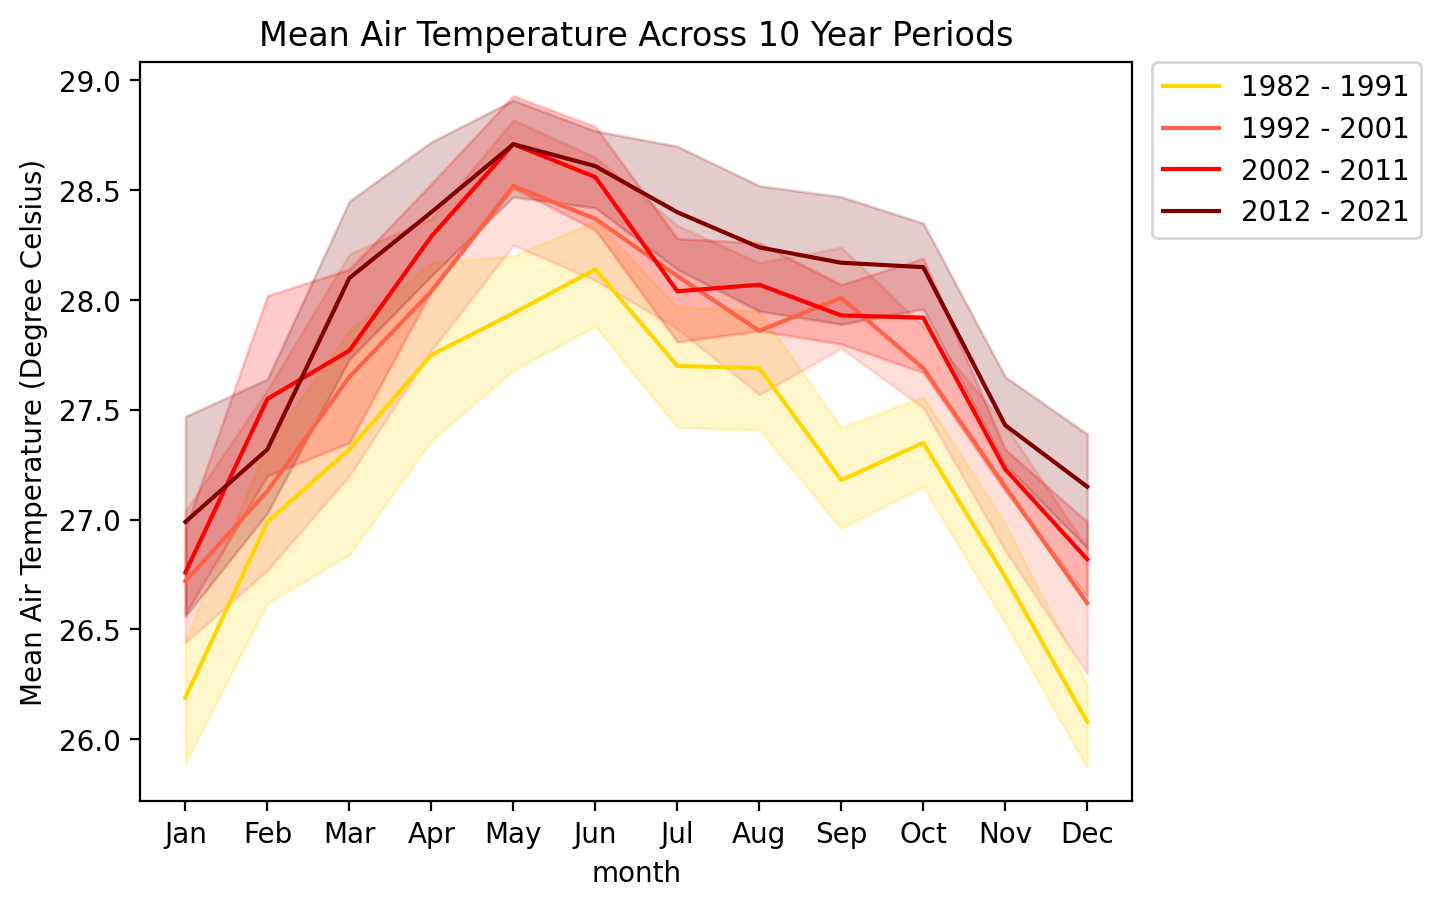 Mean Air Temperature Across 10 Year Periods
29.0
28.5
28.0
27.5
27.0
26.5
26.0
Mean Air Temperature (Degree Celsius)
Jan Feb Mar Apr May Jun Jul Aug Sep Oct Nov Dec
month
1982 - 1991
1992 - 2001
2002 - 2011
2012 - 2021